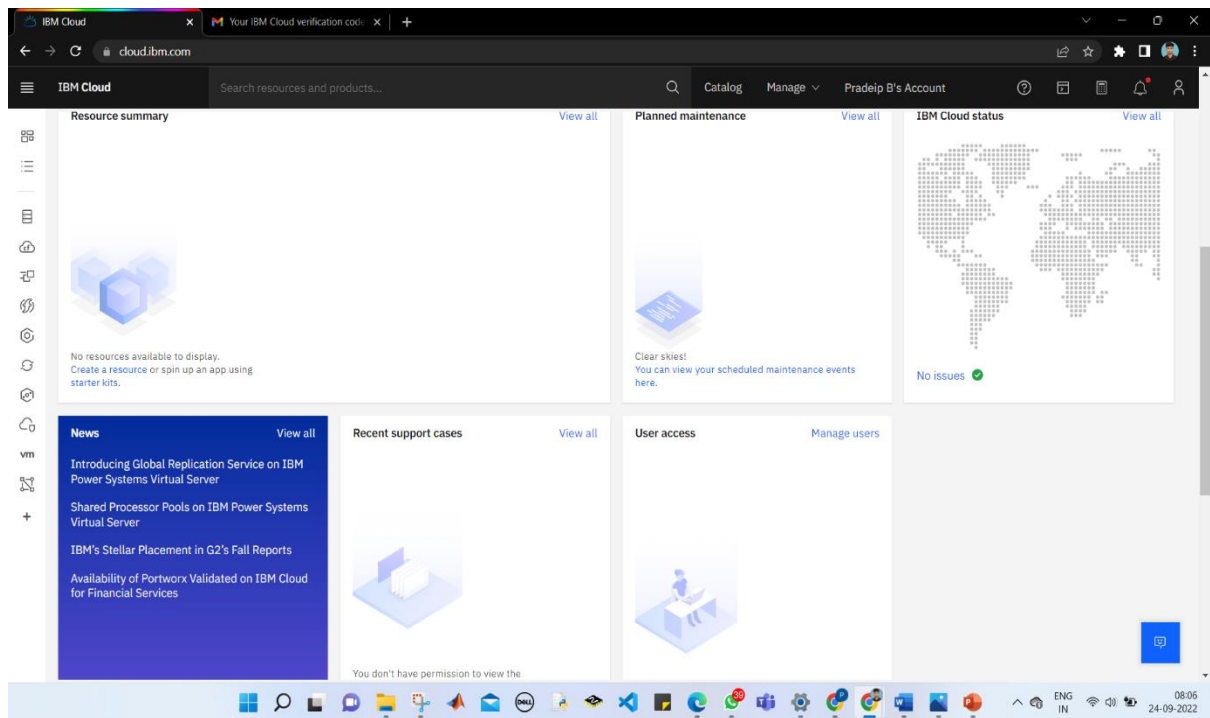 IBM Cloud
Your IBM Cloud verification code
cloud.ibm.com
IBM Cloud
Search resources and products...
Catalog
Manage
Pradeip B's Account
Resource summary
View all
Planned maintenance
View all
IBM Cloud status
View all
No resources available to display.
Create a resource or spin up an app using
starter kits.
Clear skies!
You can view your scheduled maintenance events
here.
No issues
News
View all
Introducing Global Replication Service on IBM
Power Systems Virtual Server
Shared Processor Pools on IBM Power Systems
Virtual Server
IBM's Stellar Placement in G2's Fall Reports
Availability of Portworx Validated on IBM Cloud
for Financial Services
Recent support cases
View all
You don't have permission to view the
User access
Manage users
vm
DELL
39
ENG
IN
08:06
24-09-2022